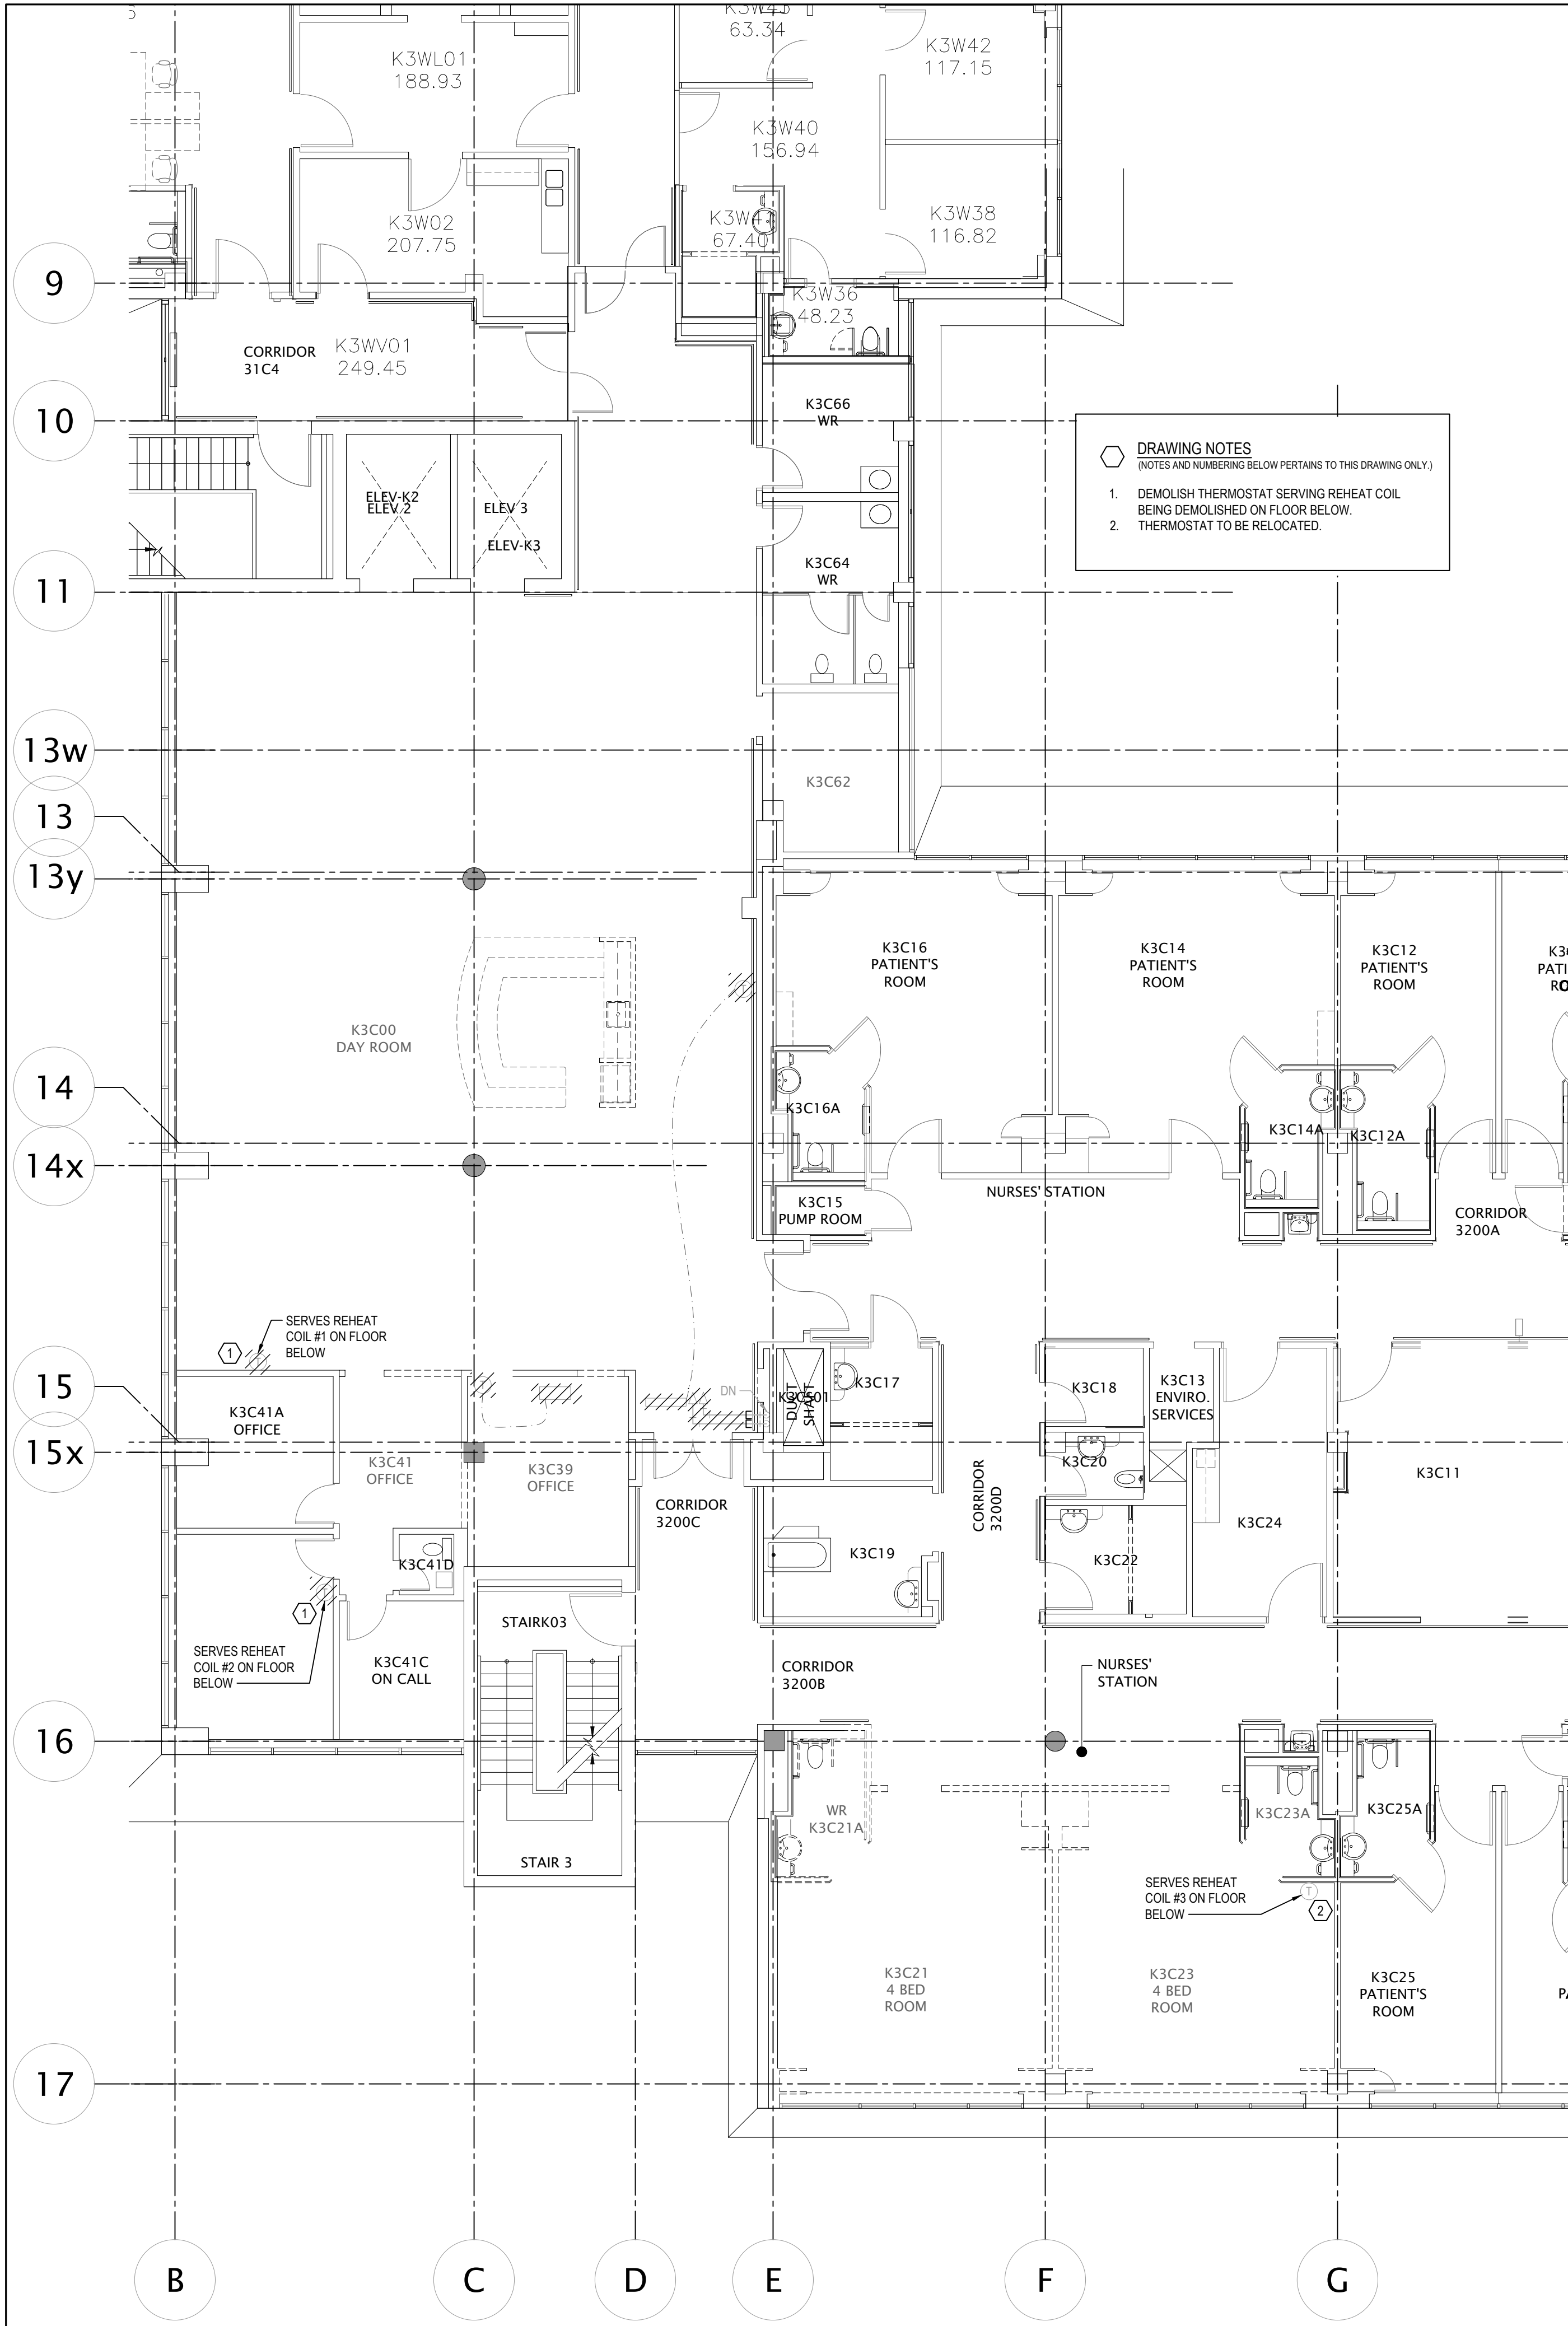 K3W43
63.34
K3W42
117.15
K3WL01
188.93
K3W40
156.94
K3W02
207.75
K3W41
67.40
K3W38
116.82
9
K3W36
48.23
CORRIDOR
31C4
K3WV01
249.45
10
K3C66
WR
DRAWING NOTES
(NOTES AND NUMBERING BELOW PERTAINS TO THIS DRAWING ONLY.)
1. DEMOLISH THERMOSTAT SERVING REHEAT COIL
BEING DEMOLISHED ON FLOOR BELOW.
2. THERMOSTAT TO BE RELOCATED.
ELEV-K2
ELEV 2
ELEV 3
ELEV-K3
K3C64
WR
11
13w
K3C62
13
13y
K3C16
PATIENT'S
ROOM
K3C14
PATIENT'S
ROOM
K3C12
PATIENT'S
ROOM
K3C00
DAY ROOM
14
K3C16A
K3C14A
K3C12A
14x
NURSES' STATION
K3C15
PUMP ROOM
CORRIDOR
3200A
SERVES REHEAT
COIL #1 ON FLOOR
BELOW
1
15
DN
DUCT
SHAFT
K3C17
K3C18
K3C13
ENVIRO.
SERVICES
K3C41A
OFFICE
15x
K3C41
OFFICE
K3C39
OFFICE
K3C20
K3C11
CORRIDOR
3200C
CORRIDOR
3200D
K3C24
K3C41D
K3C19
K3C22
1
STAIRK03
SERVES REHEAT
COIL #2 ON FLOOR
BELOW
K3C41C
ON CALL
CORRIDOR
3200B
NURSES'
STATION
16
WR
K3C21A
K3C23A
K3C25A
STAIR 3
SERVES REHEAT
COIL #3 ON FLOOR
BELOW
T
2
K3C21
4 BED
ROOM
K3C23
4 BED
ROOM
K3C25
PATIENT'S
ROOM
17
B
C
D
E
F
G